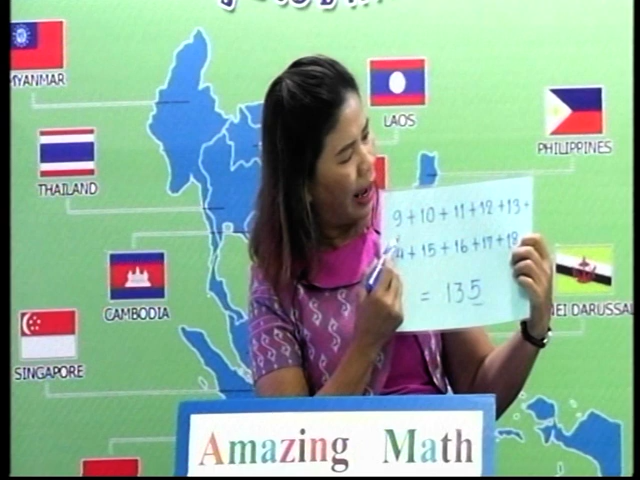 MYANMAR
LAOS
PHILIPPINES
THAILAND
CAMBODIA
SINGAPORE
9+10+11+12+13+
14+15+16+17+18
= 135
Amazing Math